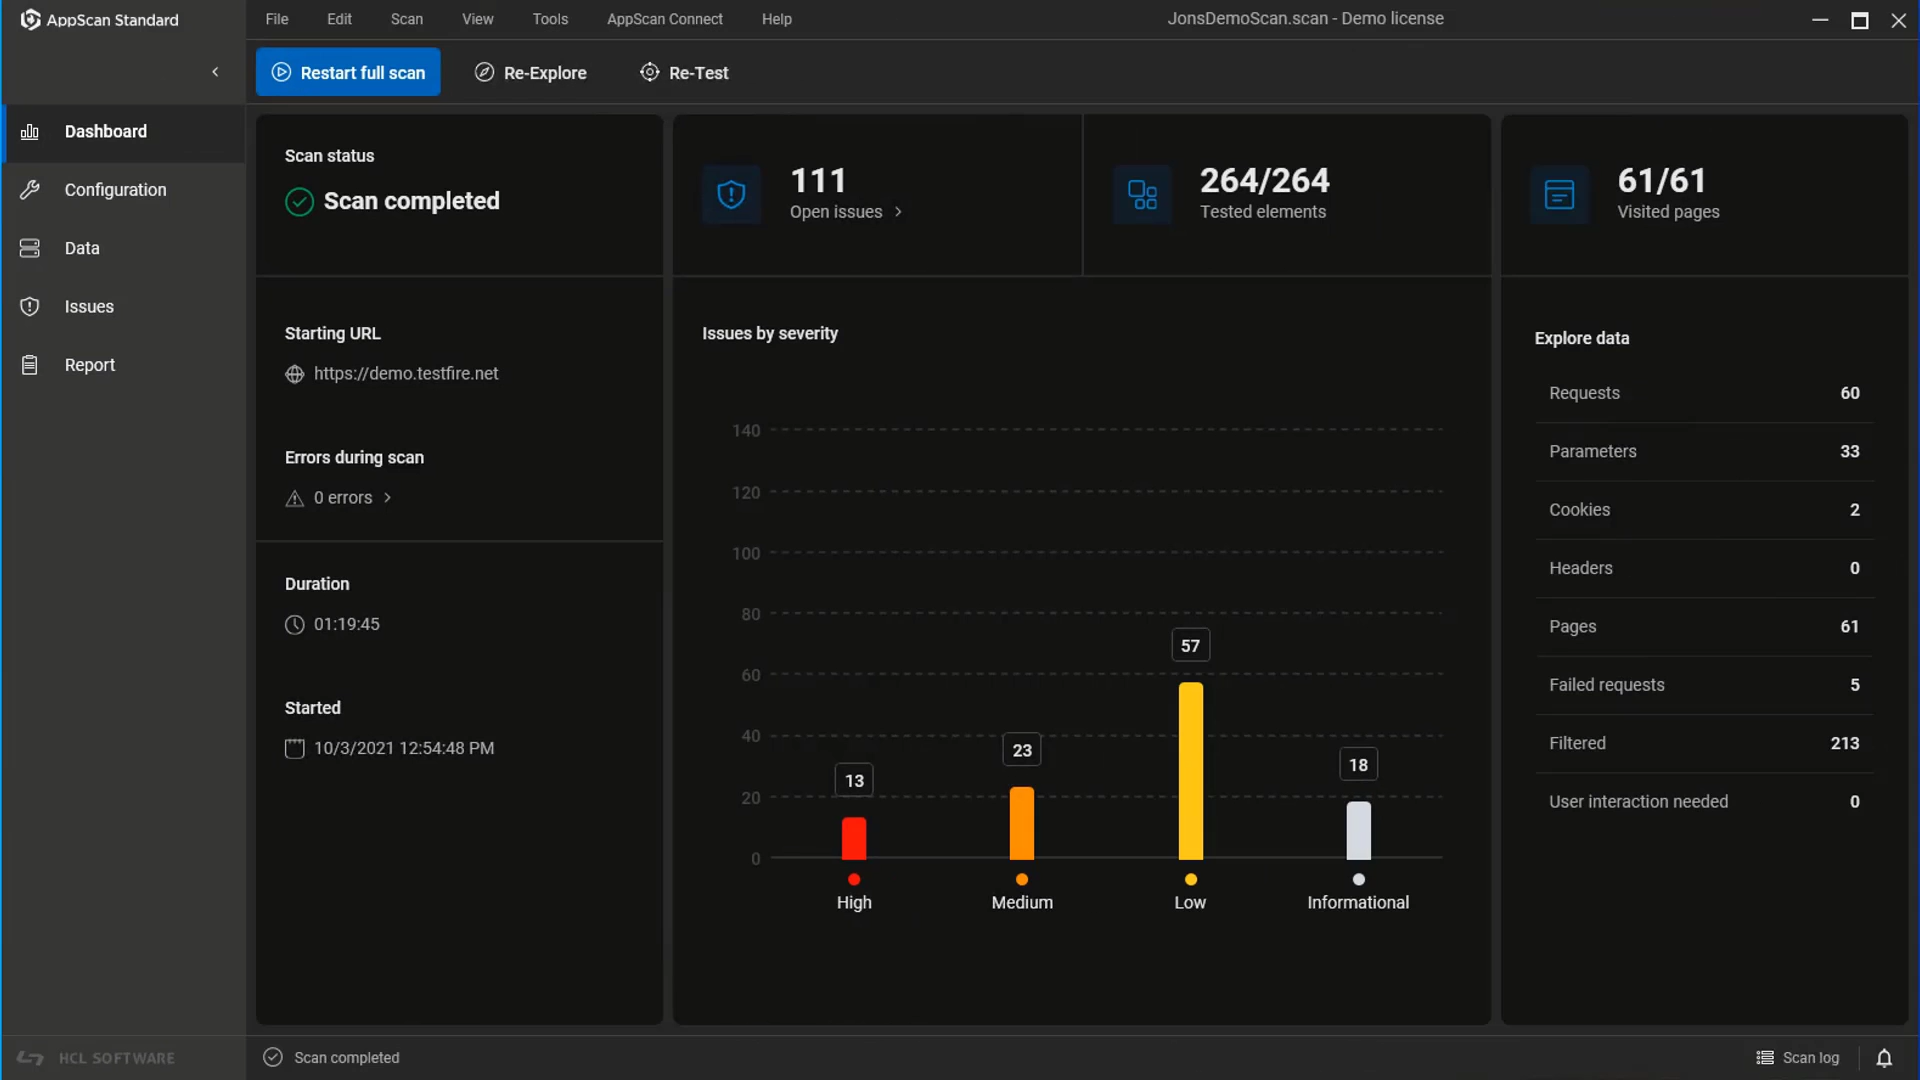 AppScan Standard
File Edit Scan View Tools AppScan Connect Help
JonsDemoScan.scan - Demo license
Restart full scan
Re-Explore
Re-Test
Dashboard
Configuration
Data
Issues
Report
Scan status
Scan completed
111
Open issues
264/264
Tested elements
61/61
Visited pages
Starting URL
https://demo.testfire.net
Errors during scan
0 errors
Duration
01:19:45
Started
10/3/2021 12:54:48 PM
Issues by severity
140
120
100
80
60
40
20
0
13
23
57
18
High
Medium
Low
Informational
Explore data
Requests 60
Parameters 33
Cookies 2
Headers 0
Pages 61
Failed requests 5
Filtered 213
User interaction needed 0
HCL SOFTWARE
Scan completed
Scan log